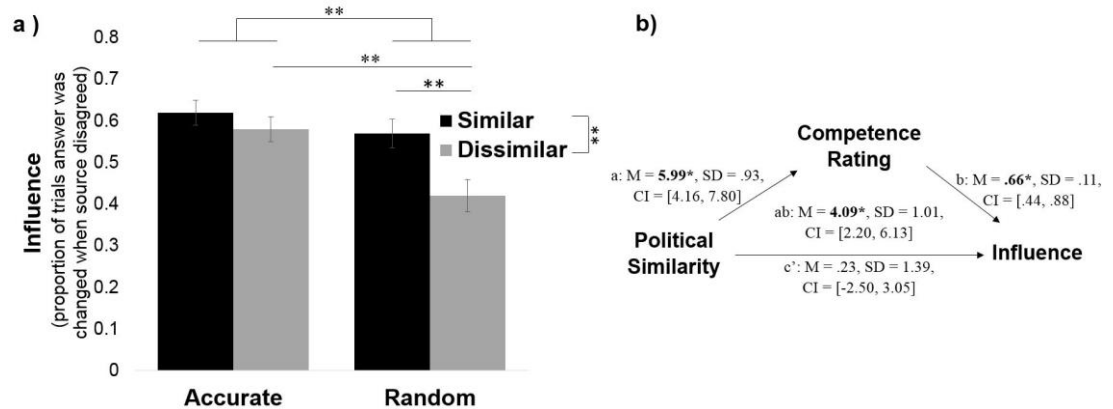 a )
Influence
(proportion of trials answer was
changed when source disagreed)
0.8
0.7
0.6
0.5
0.4
0.3
0.2
0.1
0
**
**
**
Similar
Dissimilar
**
Accurate
Random
b)
Competence
Rating
a: M = 5.99*, SD = .93,
CI = [4.16, 7.80]
b: M = .66*, SD = .11,
CI = [.44, .88]
ab: M = 4.09*, SD = 1.01,
CI = [2.20, 6.13]
Political
Similarity
Influence
c’: M = .23, SD = 1.39,
CI = [-2.50, 3.05]